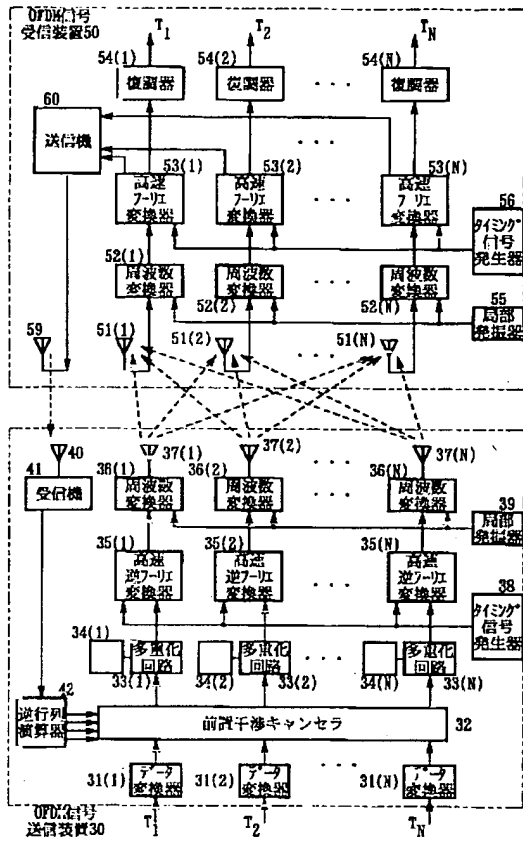 OFDM信号
受信装置50
T1 T2 TN
54(1) 54(2) 54(N)
復調器 復調器 ・・・ 復調器
60
送信機
・・・
53(1) 53(2) 53(N)
高速
フーリエ
変換器
高速
フーリエ
変換器
高速
フーリエ
変換器
56
タイミング
信号
発生器
52(1)
周波数
変換器
周波数
変換器
周波数
変換器
52(2) ・・・ 52(N)
55
局部
発振器
59 51(1) 51(2) ・・・ 51(N)
40 37(1) 37(2) 37(N)
41
受信機
36(1) 36(2) ・・・ 36(N)
周波数
変換器
周波数
変換器
周波数
変換器
39
局部
発振器
35(1) 35(2) 35(N)
高速
逆フーリエ
変換器
高速
逆フーリエ
変換器
・・・
高速
逆フーリエ
変換器
38
タイミング
信号
発生器
34(1)
多重化
回路
多重化
回路
多重化
回路
33(1) 34(2) 33(2) ・・・ 34(N) 33(N)
42
逆行列
演算器
前置干渉キャンセラ 32
31(1) データ
変換器
31(2) データ
変換器
・・・
31(N) データ
変換器
OFDM信号
送信装置30
T1 T2 TN